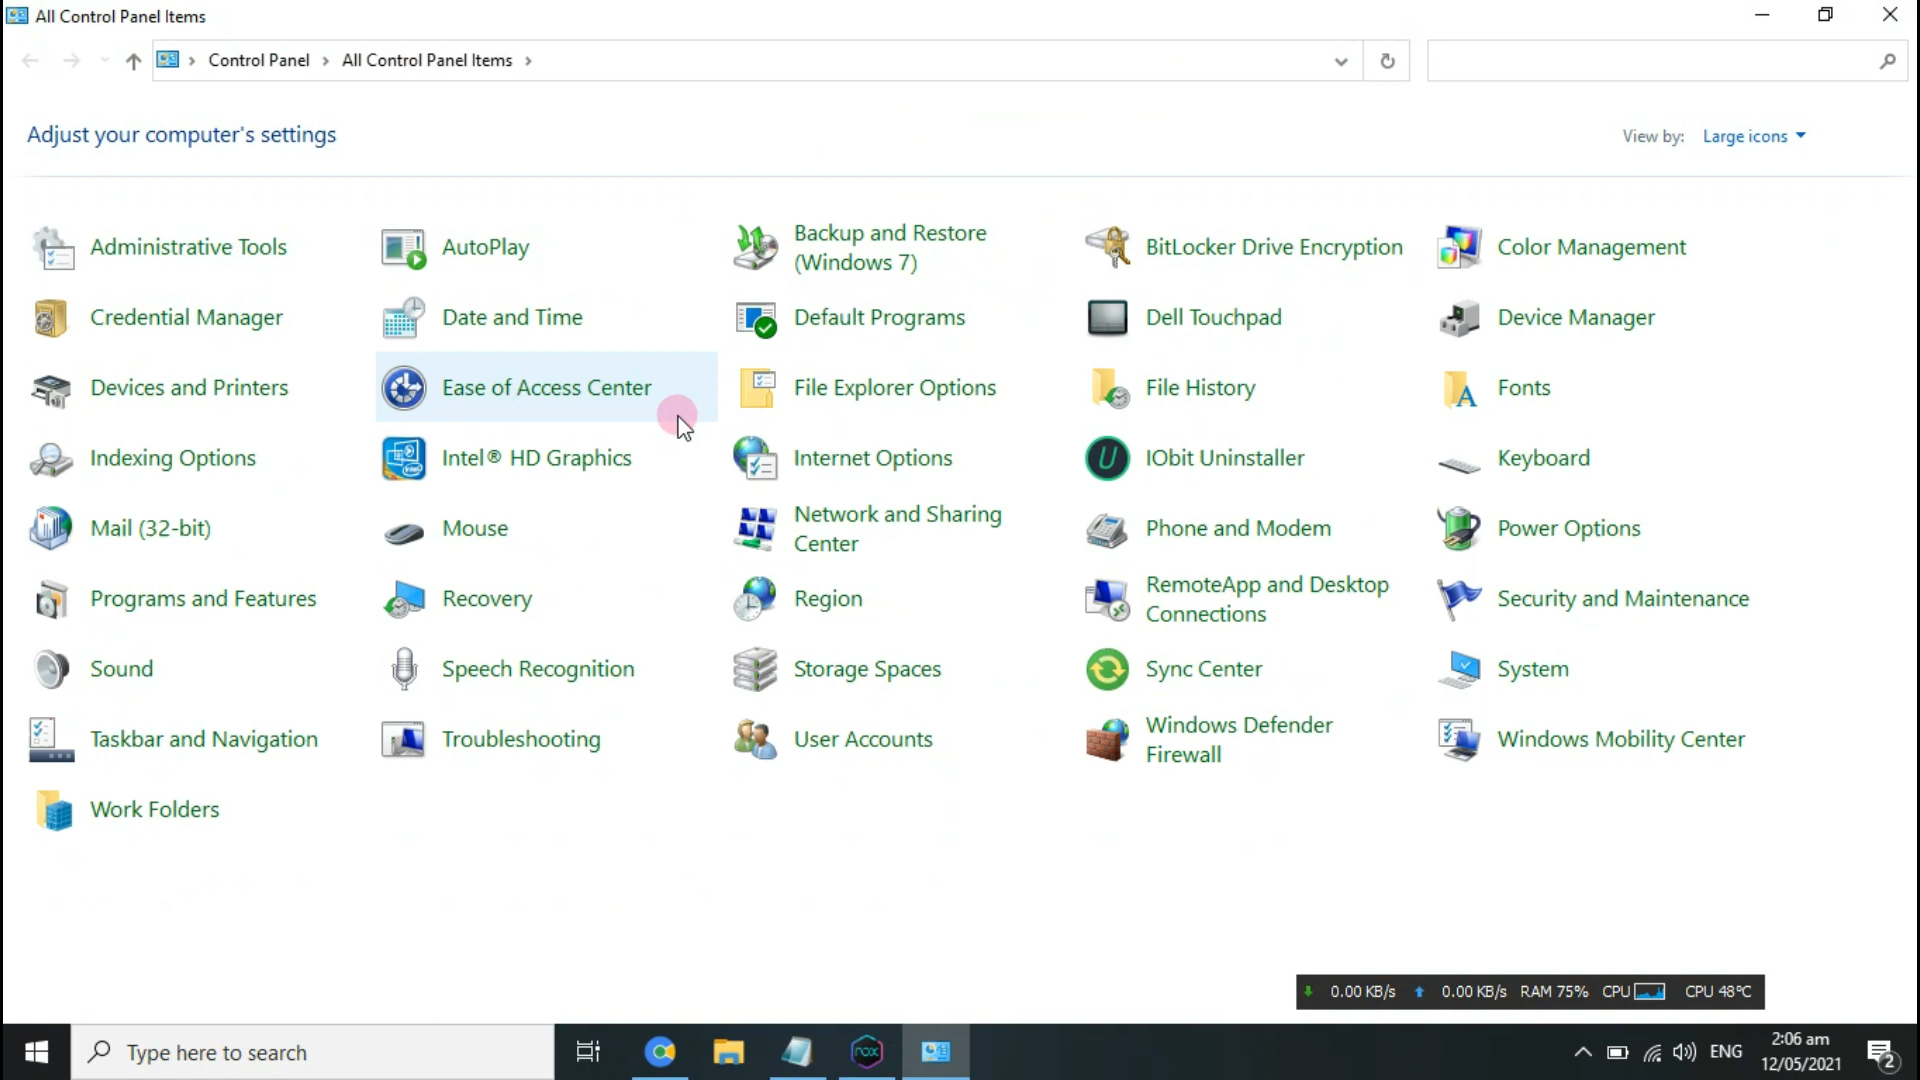 All Control Panel Items
Control Panel
All Control Panel Items
Adjust your computer's settings
View by: Large icons
Administrative Tools
AutoPlay
Backup and Restore
(Windows 7)
BitLocker Drive Encryption
Color Management
Credential Manager
Date and Time
Default Programs
Dell Touchpad
Device Manager
Devices and Printers
Ease of Access Center
File Explorer Options
File History
Fonts
Indexing Options
Intel® HD Graphics
Internet Options
IObit Uninstaller
Keyboard
Mail (32-bit)
Mouse
Network and Sharing
Center
Phone and Modem
Power Options
Programs and Features
Recovery
Region
RemoteApp and Desktop
Connections
Security and Maintenance
Sound
Speech Recognition
Storage Spaces
Sync Center
System
Taskbar and Navigation
Troubleshooting
User Accounts
Windows Defender
Firewall
Windows Mobility Center
Work Folders
0.00 KB/s 0.00 KB/s RAM 75% CPU CPU 48°C
Type here to search
nox
ENG
2:06 am
12/05/2021
2